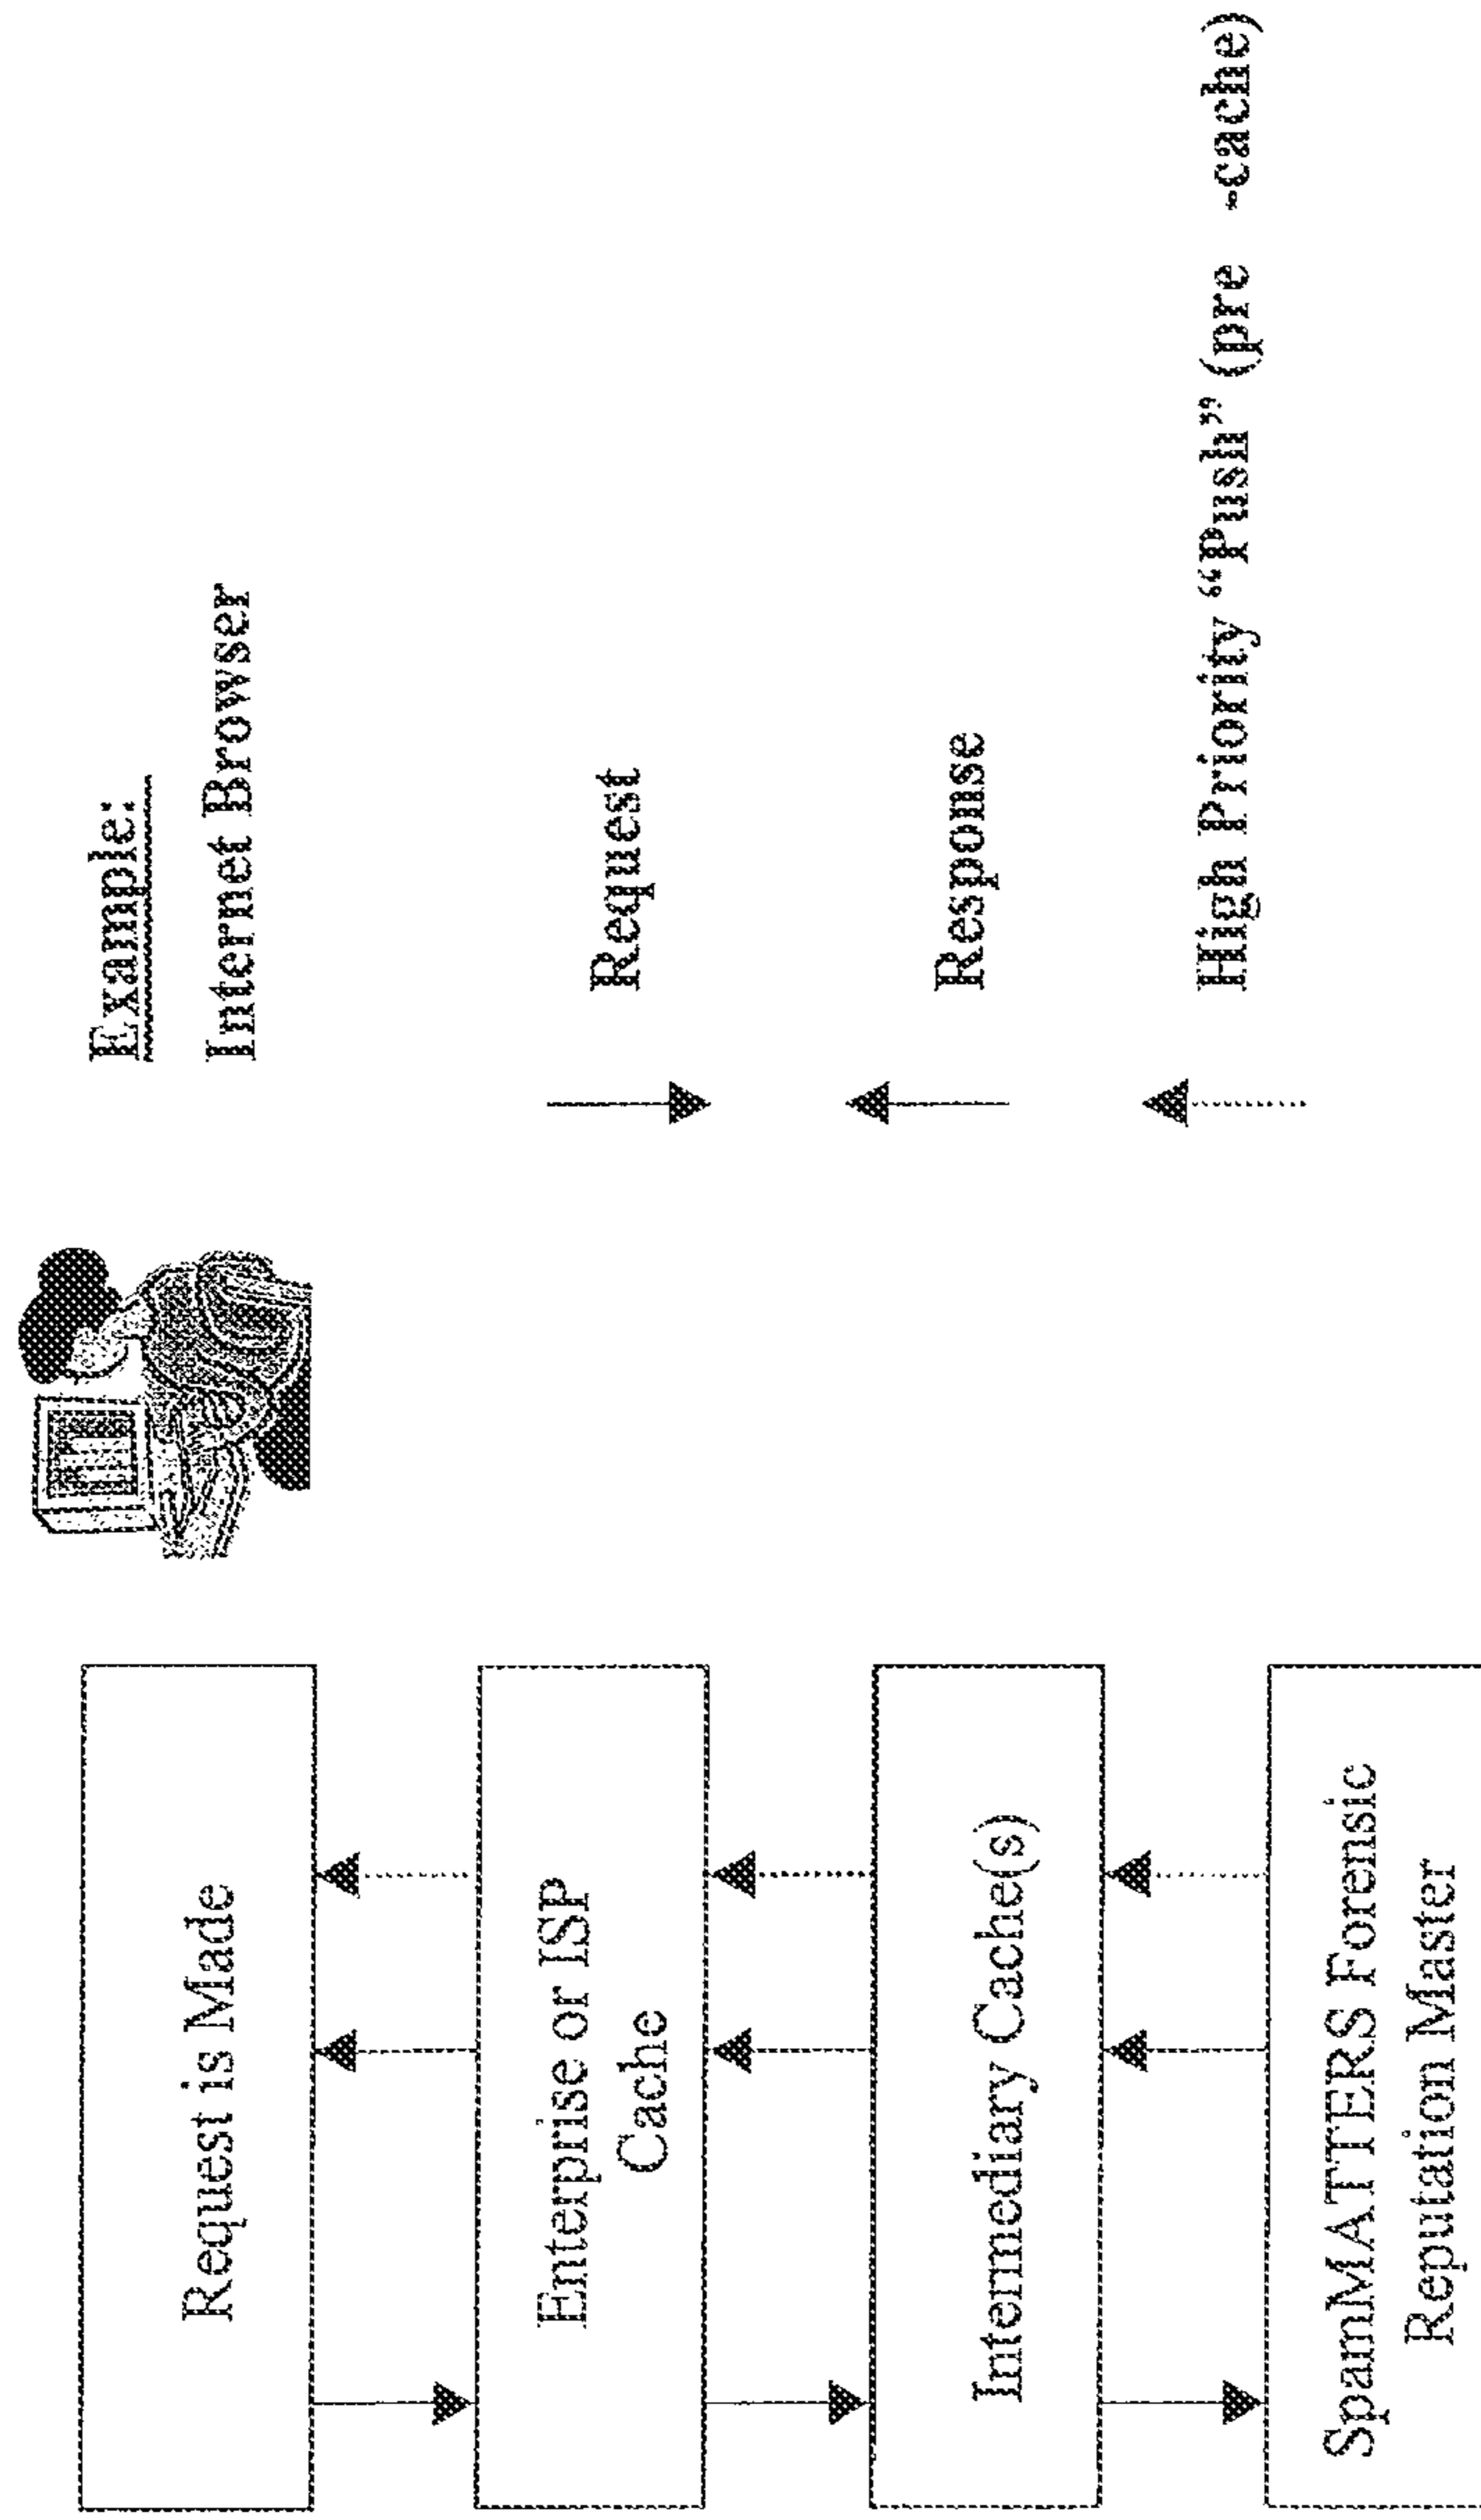 Request is Made
Enterprise or ISP
Cache
Intermediary Cache(s)
SpamMATTERS Forensic
Reputation Master
Example:
Internet Browser
Request
Response
High Priority “Push” (pre -cache)